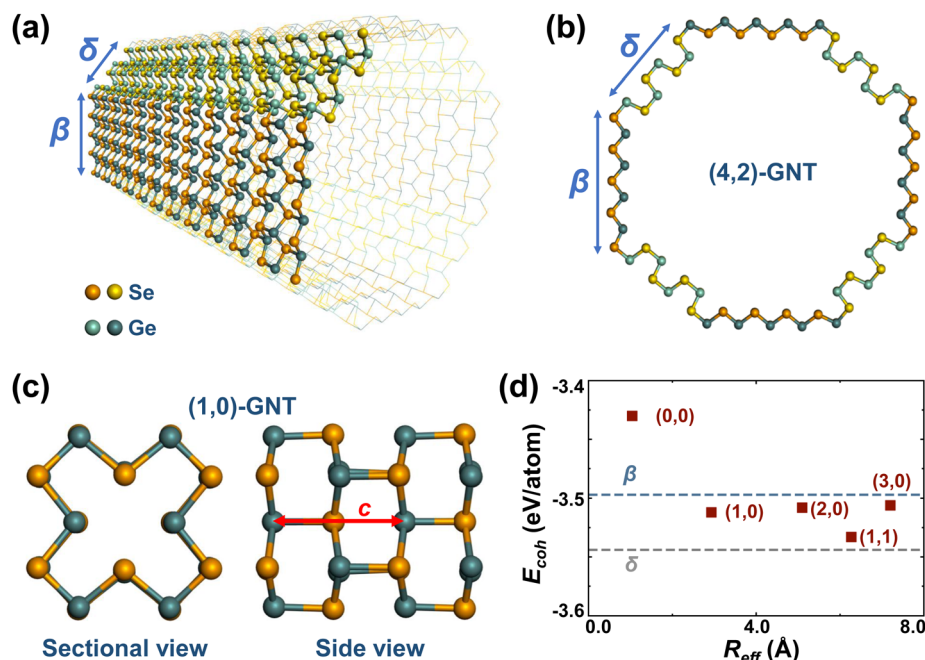 (a)
δ
β
Se
Ge
(b)
δ
β
(4,2)-GNT
(c)
(1,0)-GNT
c
Sectional view
Side view
(d)
-3.4
-3.5
-3.6
E_coh (eV/atom)
(0,0)
β
(3,0)
(1,0)
(2,0)
(1,1)
δ
0.0
4.0
8.0
R_eff (Å)